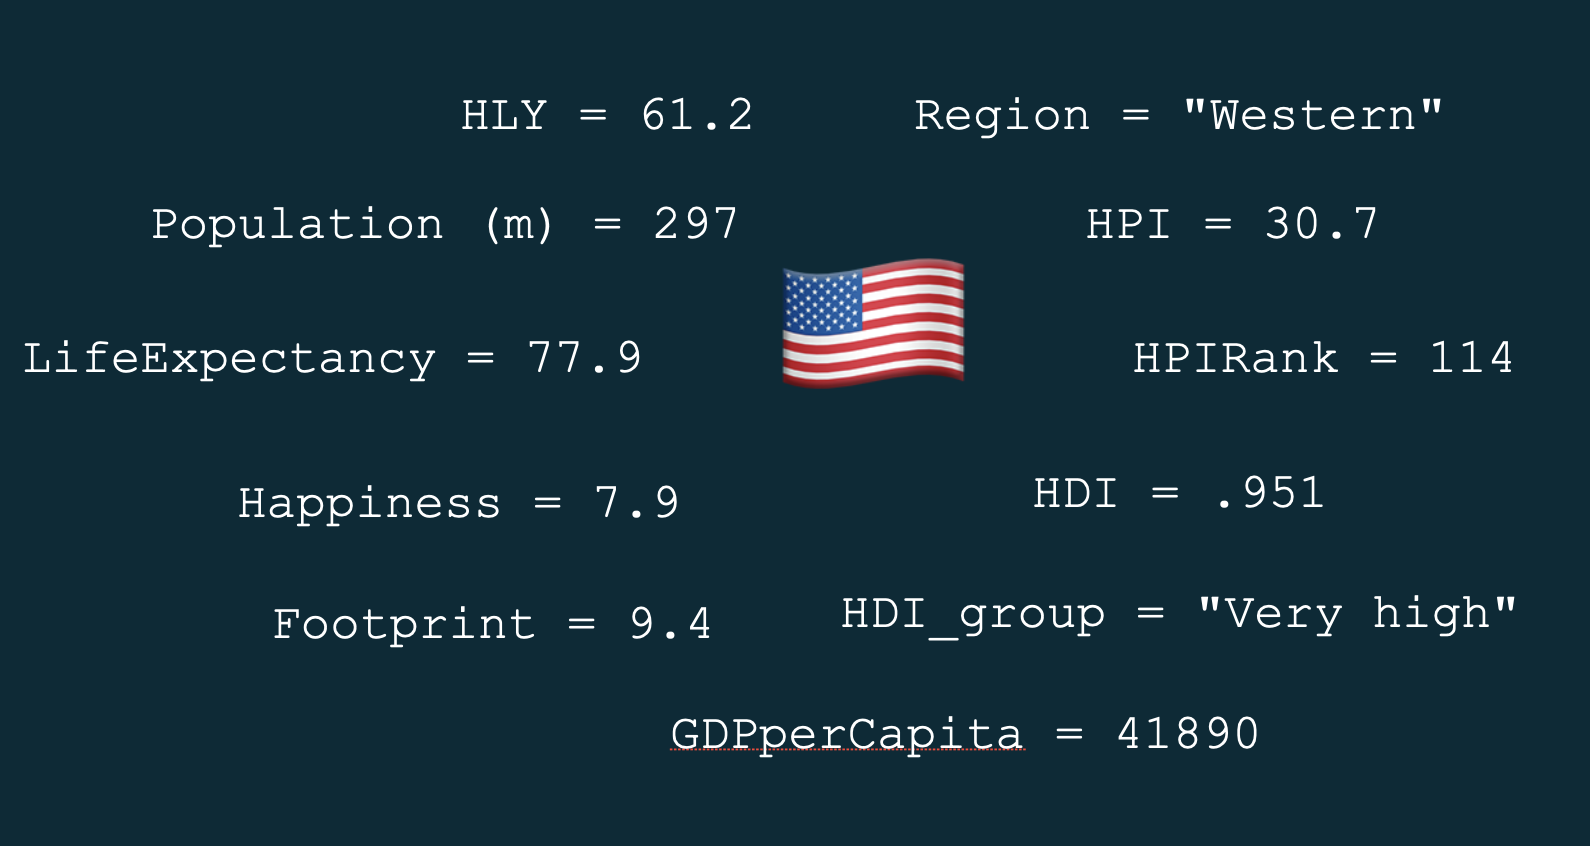 HLY = 61.2
Region = "Western"
Population (m) = 297
HPI = 30.7
LifeExpectancy = 77.9
HPIRank = 114
Happiness = 7.9
HDI = .951
Footprint = 9.4
HDI_group = "Very high"
GDPperCapita = 41890